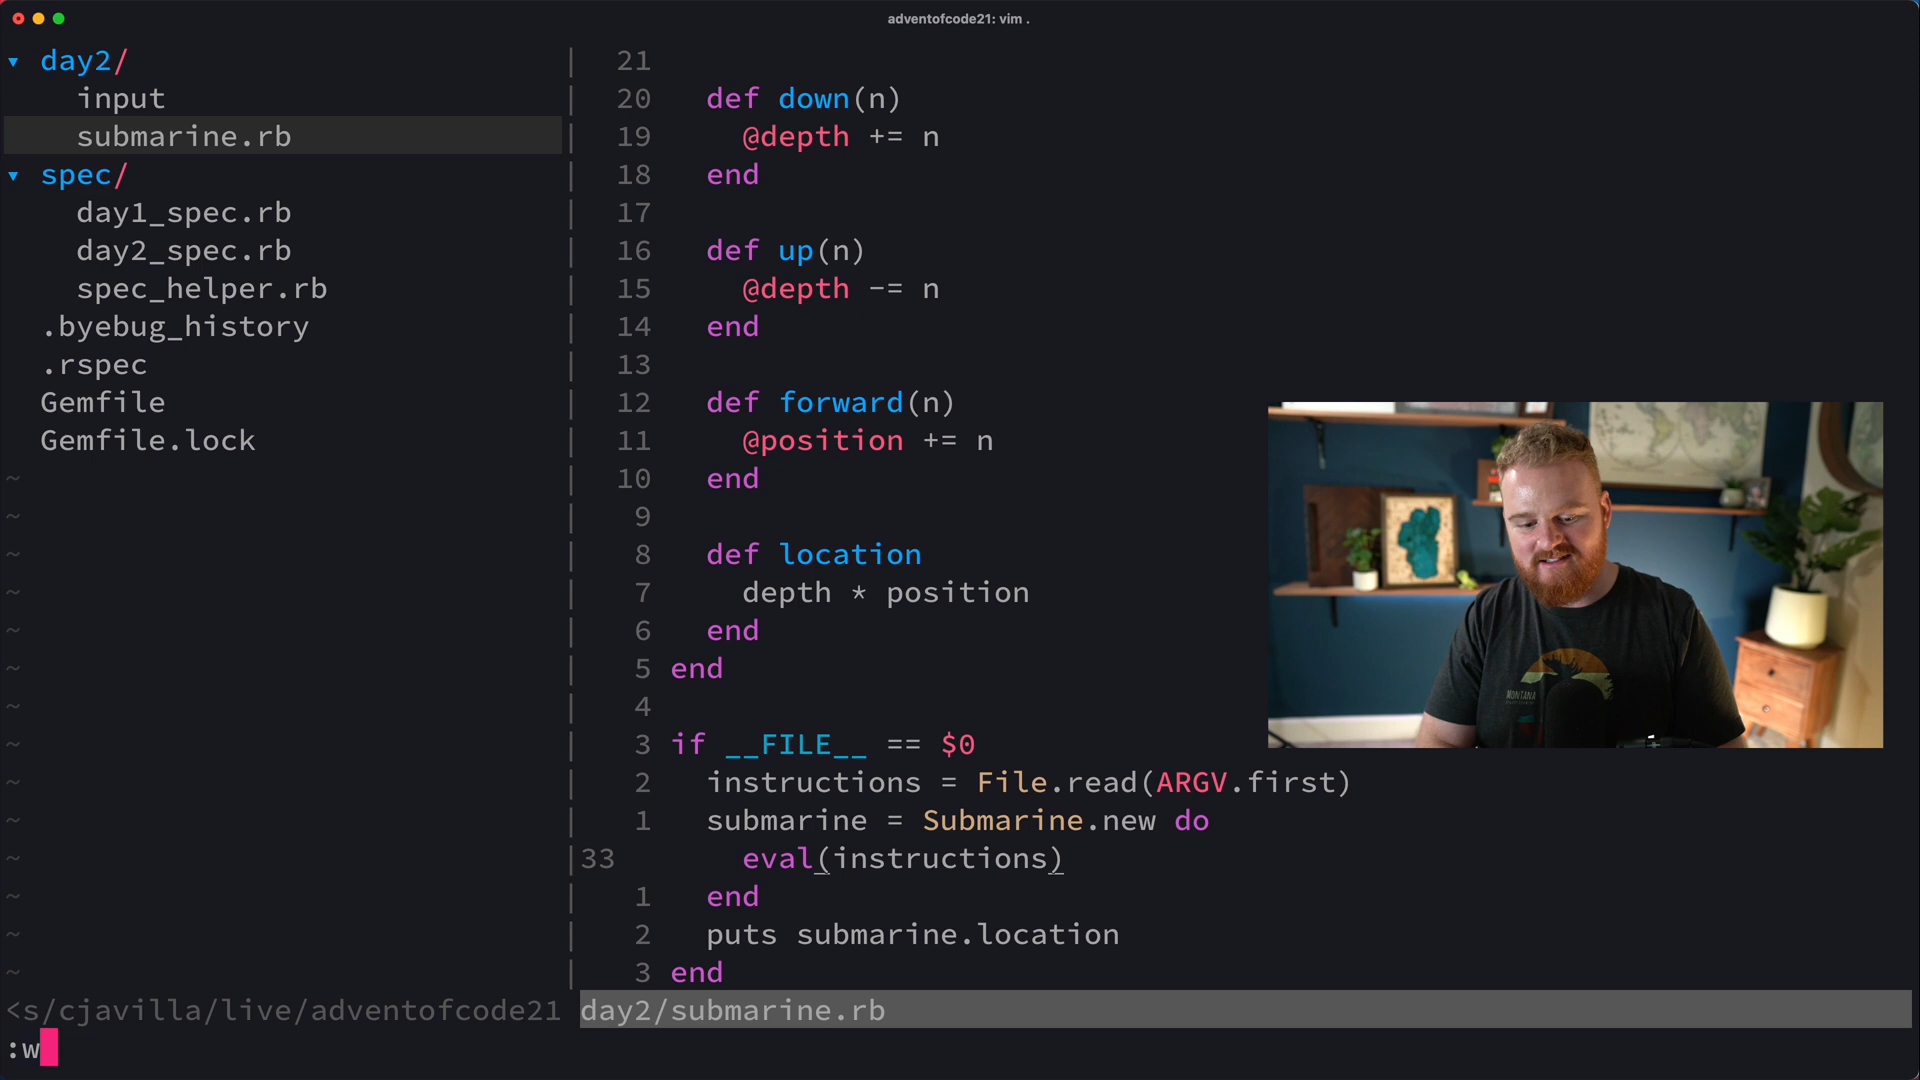 adventofcode21: vim .
▾ day2/
input
submarine.rb
▾ spec/
day1_spec.rb
day2_spec.rb
spec_helper.rb
.byebug_history
.rspec
Gemfile
Gemfile.lock
~
~
~
~
~
~
~
~
~
~
~
~
~
~
<s/cjavilla/live/adventofcode21
21
20 def down(n)
19 @depth += n
18 end
17
16 def up(n)
15 @depth -= n
14 end
13
12 def forward(n)
11 @position += n
10 end
9
8 def location
7 depth * position
6 end
5 end
4
3 if __FILE__ == $0
2 instructions = File.read(ARGV.first)
1 submarine = Submarine.new do
33 eval(instructions)
1 end
2 puts submarine.location
3 end
day2/submarine.rb
MONTANA
:w